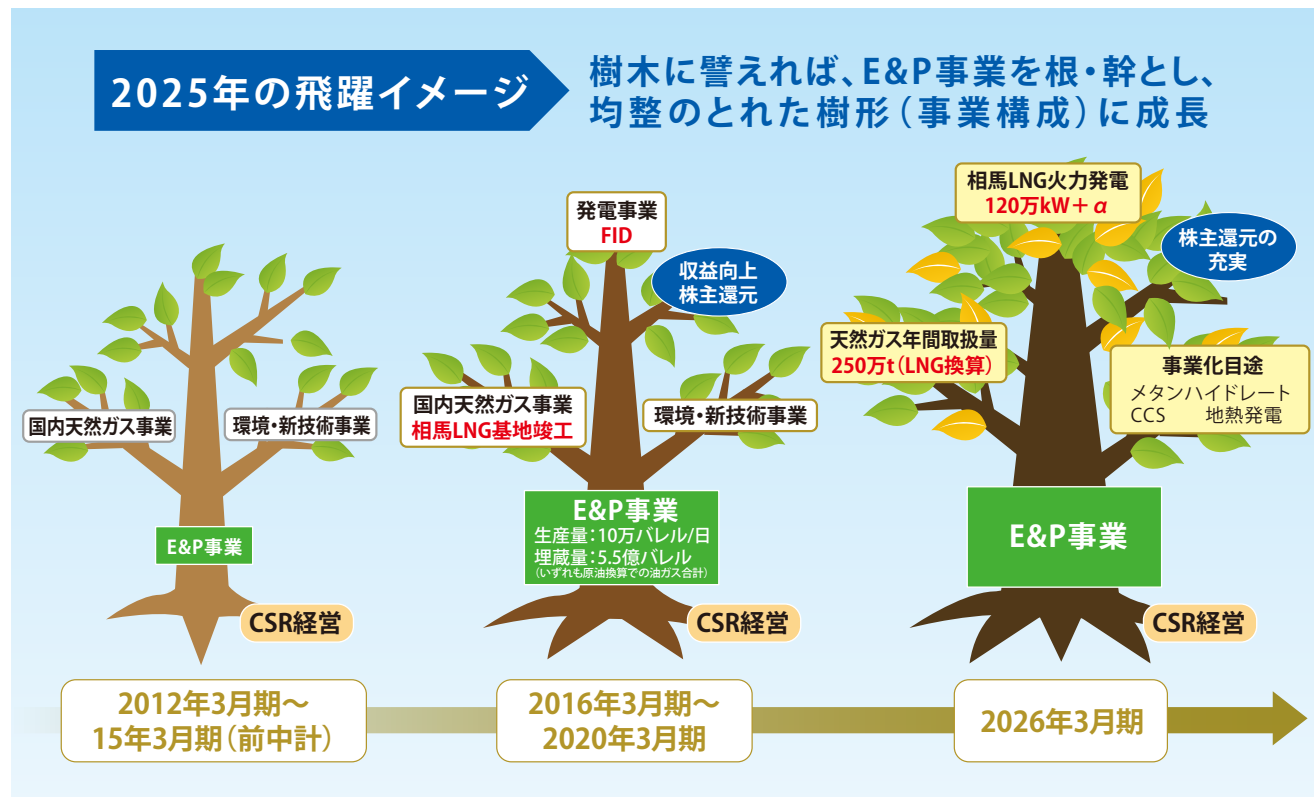 2025年の飛躍イメージ
樹木に譬えれば、E&P事業を根・幹とし、
均整のとれた樹形（事業構成）に成長
国内天然ガス事業
環境・新技術事業
E&P事業
CSR経営
2012年3月期～
15年3月期（前中計）
発電事業
FID
収益向上
株主還元
国内天然ガス事業
相馬LNG基地竣工
環境・新技術事業
E&P事業
生産量：10万バレル/日
埋蔵量：5.5億バレル
（いずれも原油換算での油ガス合計）
CSR経営
2016年3月期～
2020年3月期
相馬LNG火力発電
120万kW＋α
株主還元の
充実
天然ガス年間取扱量
250万t（LNG換算）
事業化目途
メタンハイドレート
CCS　地熱発電
E&P事業
CSR経営
2026年3月期